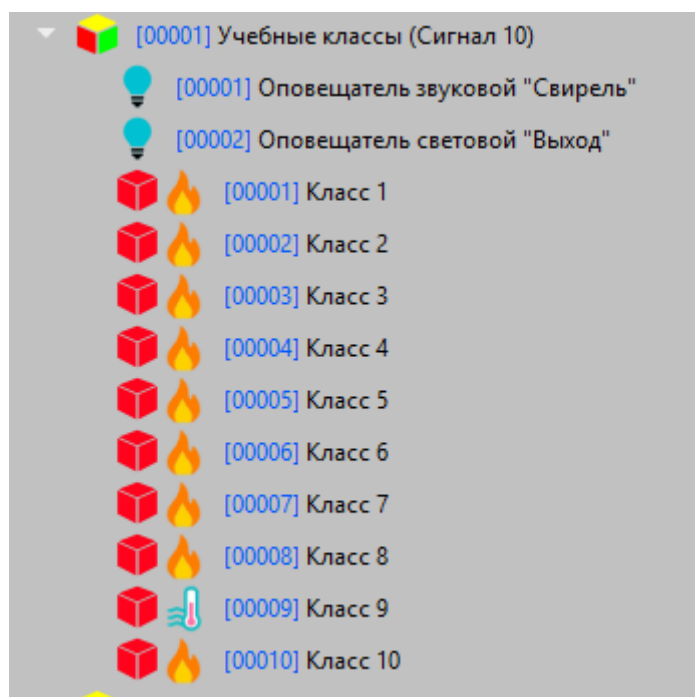 [00001] Учебные классы (Сигнал 10)
[00001] Оповещатель звуковой "Свирель"
[00002] Оповещатель световой "Выход"
[00001] Класс 1
[00002] Класс 2
[00003] Класс 3
[00004] Класс 4
[00005] Класс 5
[00006] Класс 6
[00007] Класс 7
[00008] Класс 8
[00009] Класс 9
[00010] Класс 10